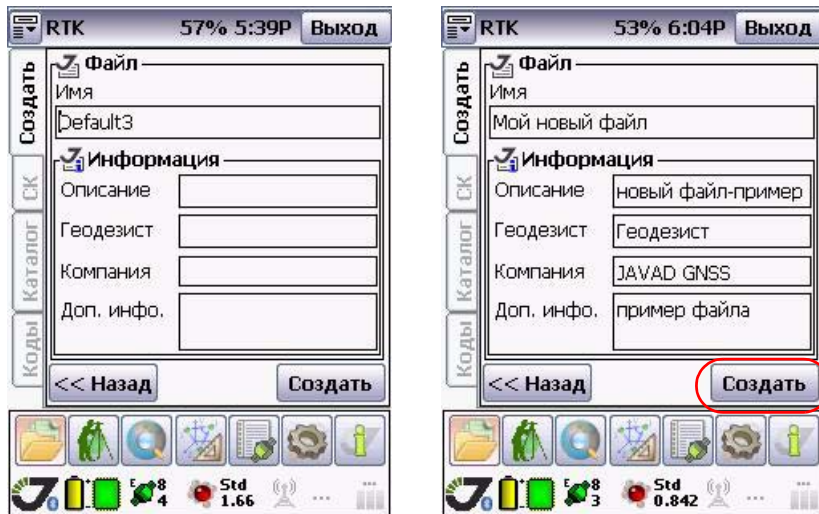 RTK 57% 5:39P Выход
Создать
СК
Каталог
Коды
Файл
Имя
Default3
Информация
Описание
Геодезист
Компания
Доп. инфо.
<< Назад Создать
E 8
4
Std
1.66
...
RTK 53% 6:04P Выход
Создать
СК
Каталог
Коды
Файл
Имя
Мой новый файл
Информация
Описание новый файл-пример
Геодезист Геодезист
Компания JAVAD GNSS
Доп. инфо. пример файла
<< Назад Создать
E 8
3
Std
0.842
...